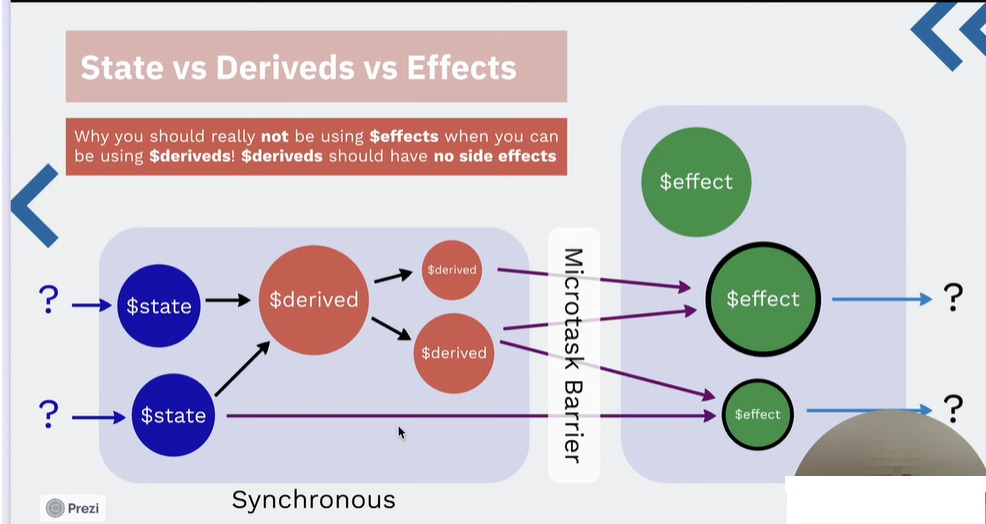 State vs Deriveds vs Effects
Why you should really not be using $effects when you can
be using $deriveds! $deriveds should have no side effects
$effect
$derived
?
$state
$derived
Microtask Barrier
$effect
?
$derived
?
$state
$effect
?
Synchronous
Prezi